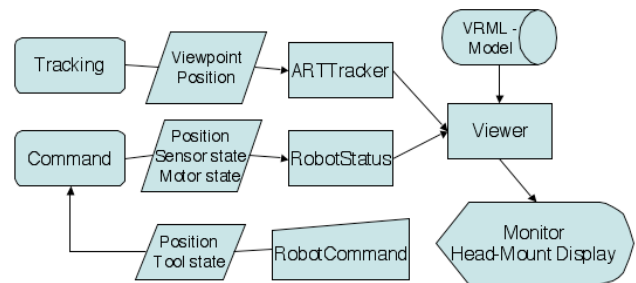 Tracking
Viewpoint
Position
ARTTracker
VRML -
Model
Viewer
Command
Position
Sensor state
Motor state
RobotStatus
Position
Tool state
RobotCommand
Monitor
Head-Mount Display